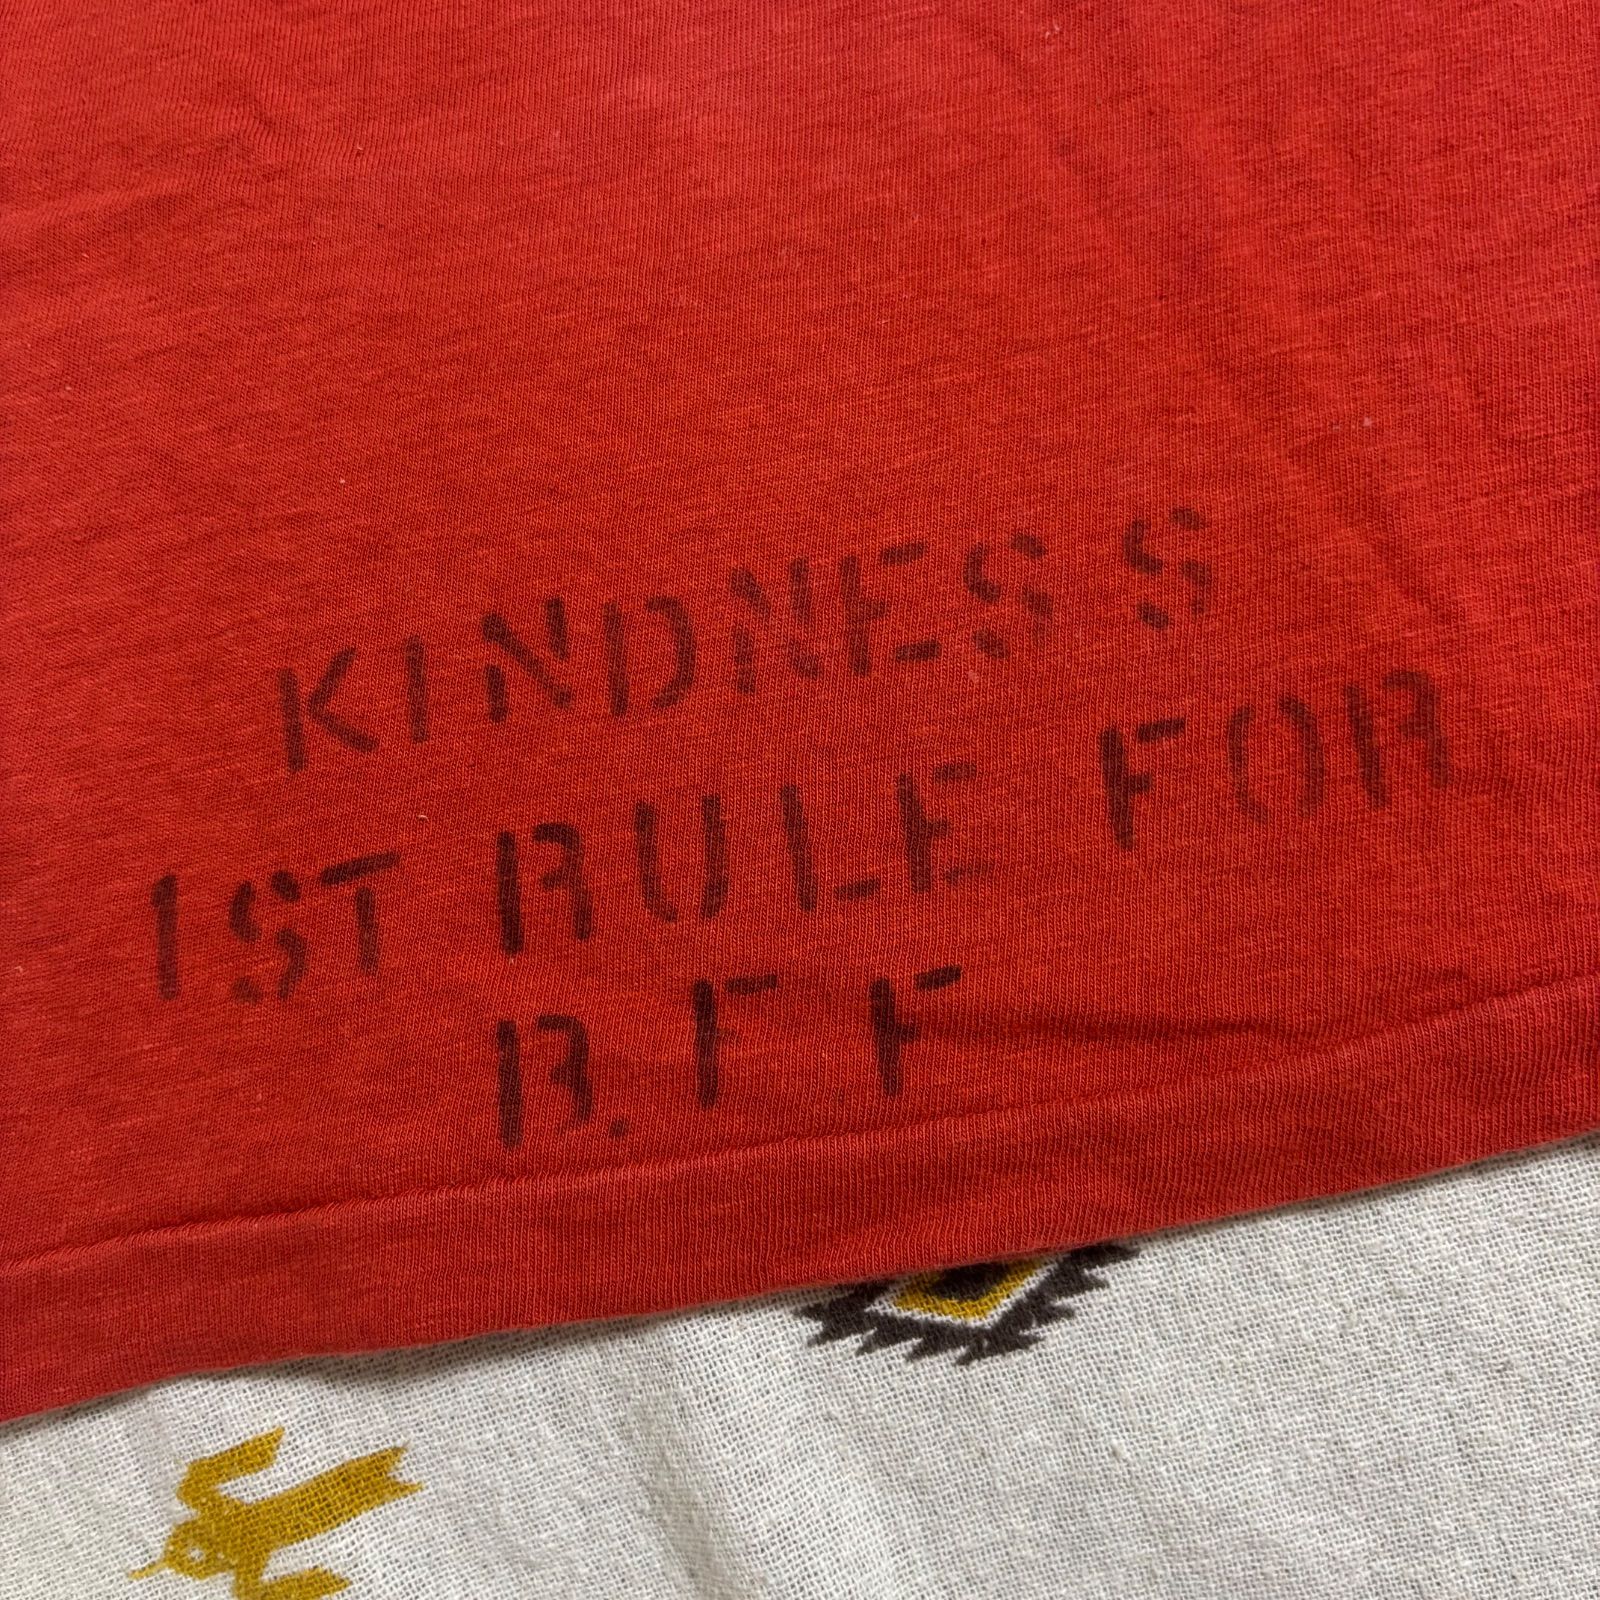 KINDNESS
1ST RULE FOR
B.F F